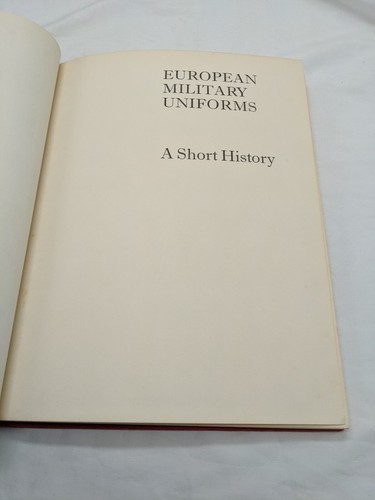 EUROPEAN
MILITARY
UNIFORMS
A Short History